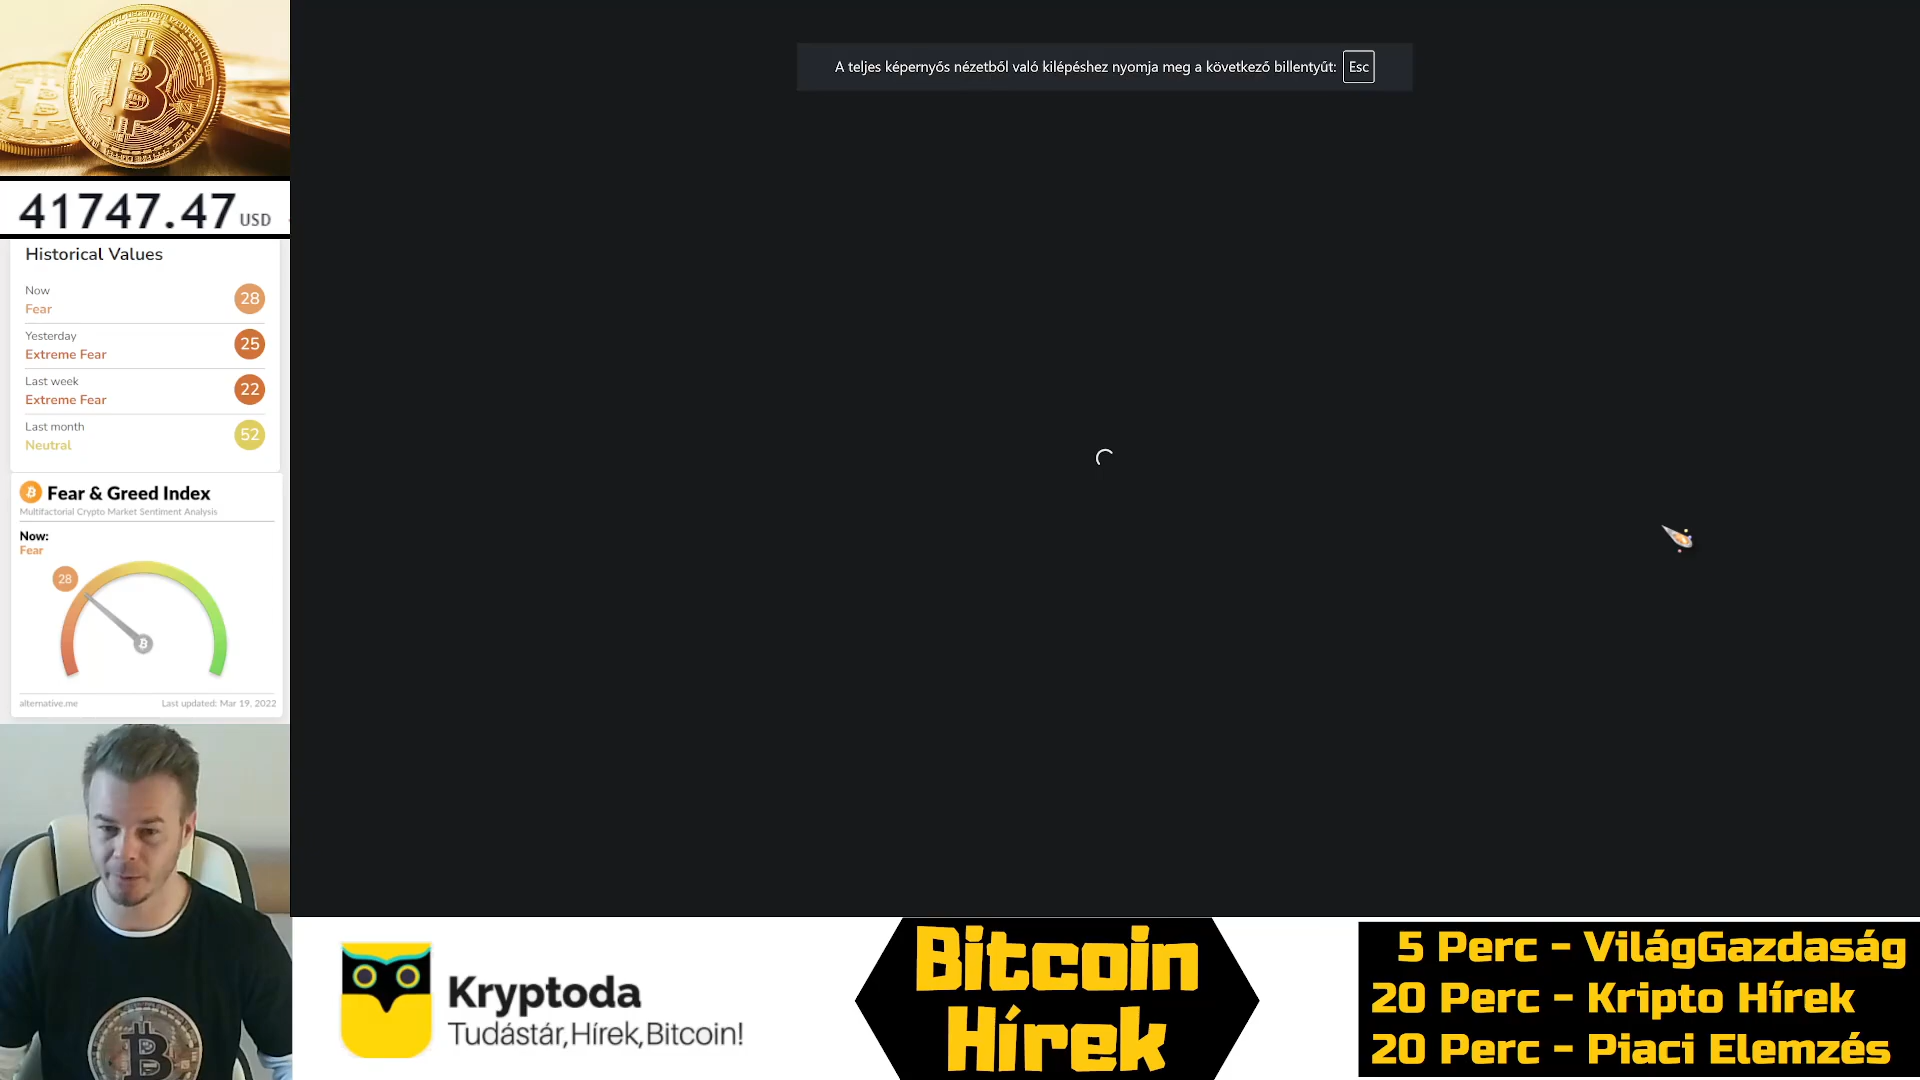 A teljes képernyős nézetből való kilépéshez nyomja meg a következő billentyűt: Esc
41747.47 USD
Historical Values
Now
Fear
28
Yesterday
Extreme Fear
25
Last week
Extreme Fear
22
Last month
Neutral
52
Fear & Greed Index
Multifactorial Crypto Market Sentiment Analysis
Now:
Fear
28
alternative.me
Last updated: Mar 19, 2022
Kryptoda
Tudástár,Hírek,Bitcoin!
Bitcoin
Hírek
5 Perc - VilágGazdaság
20 Perc - Kripto Hírek
20 Perc - Piaci Elemzés